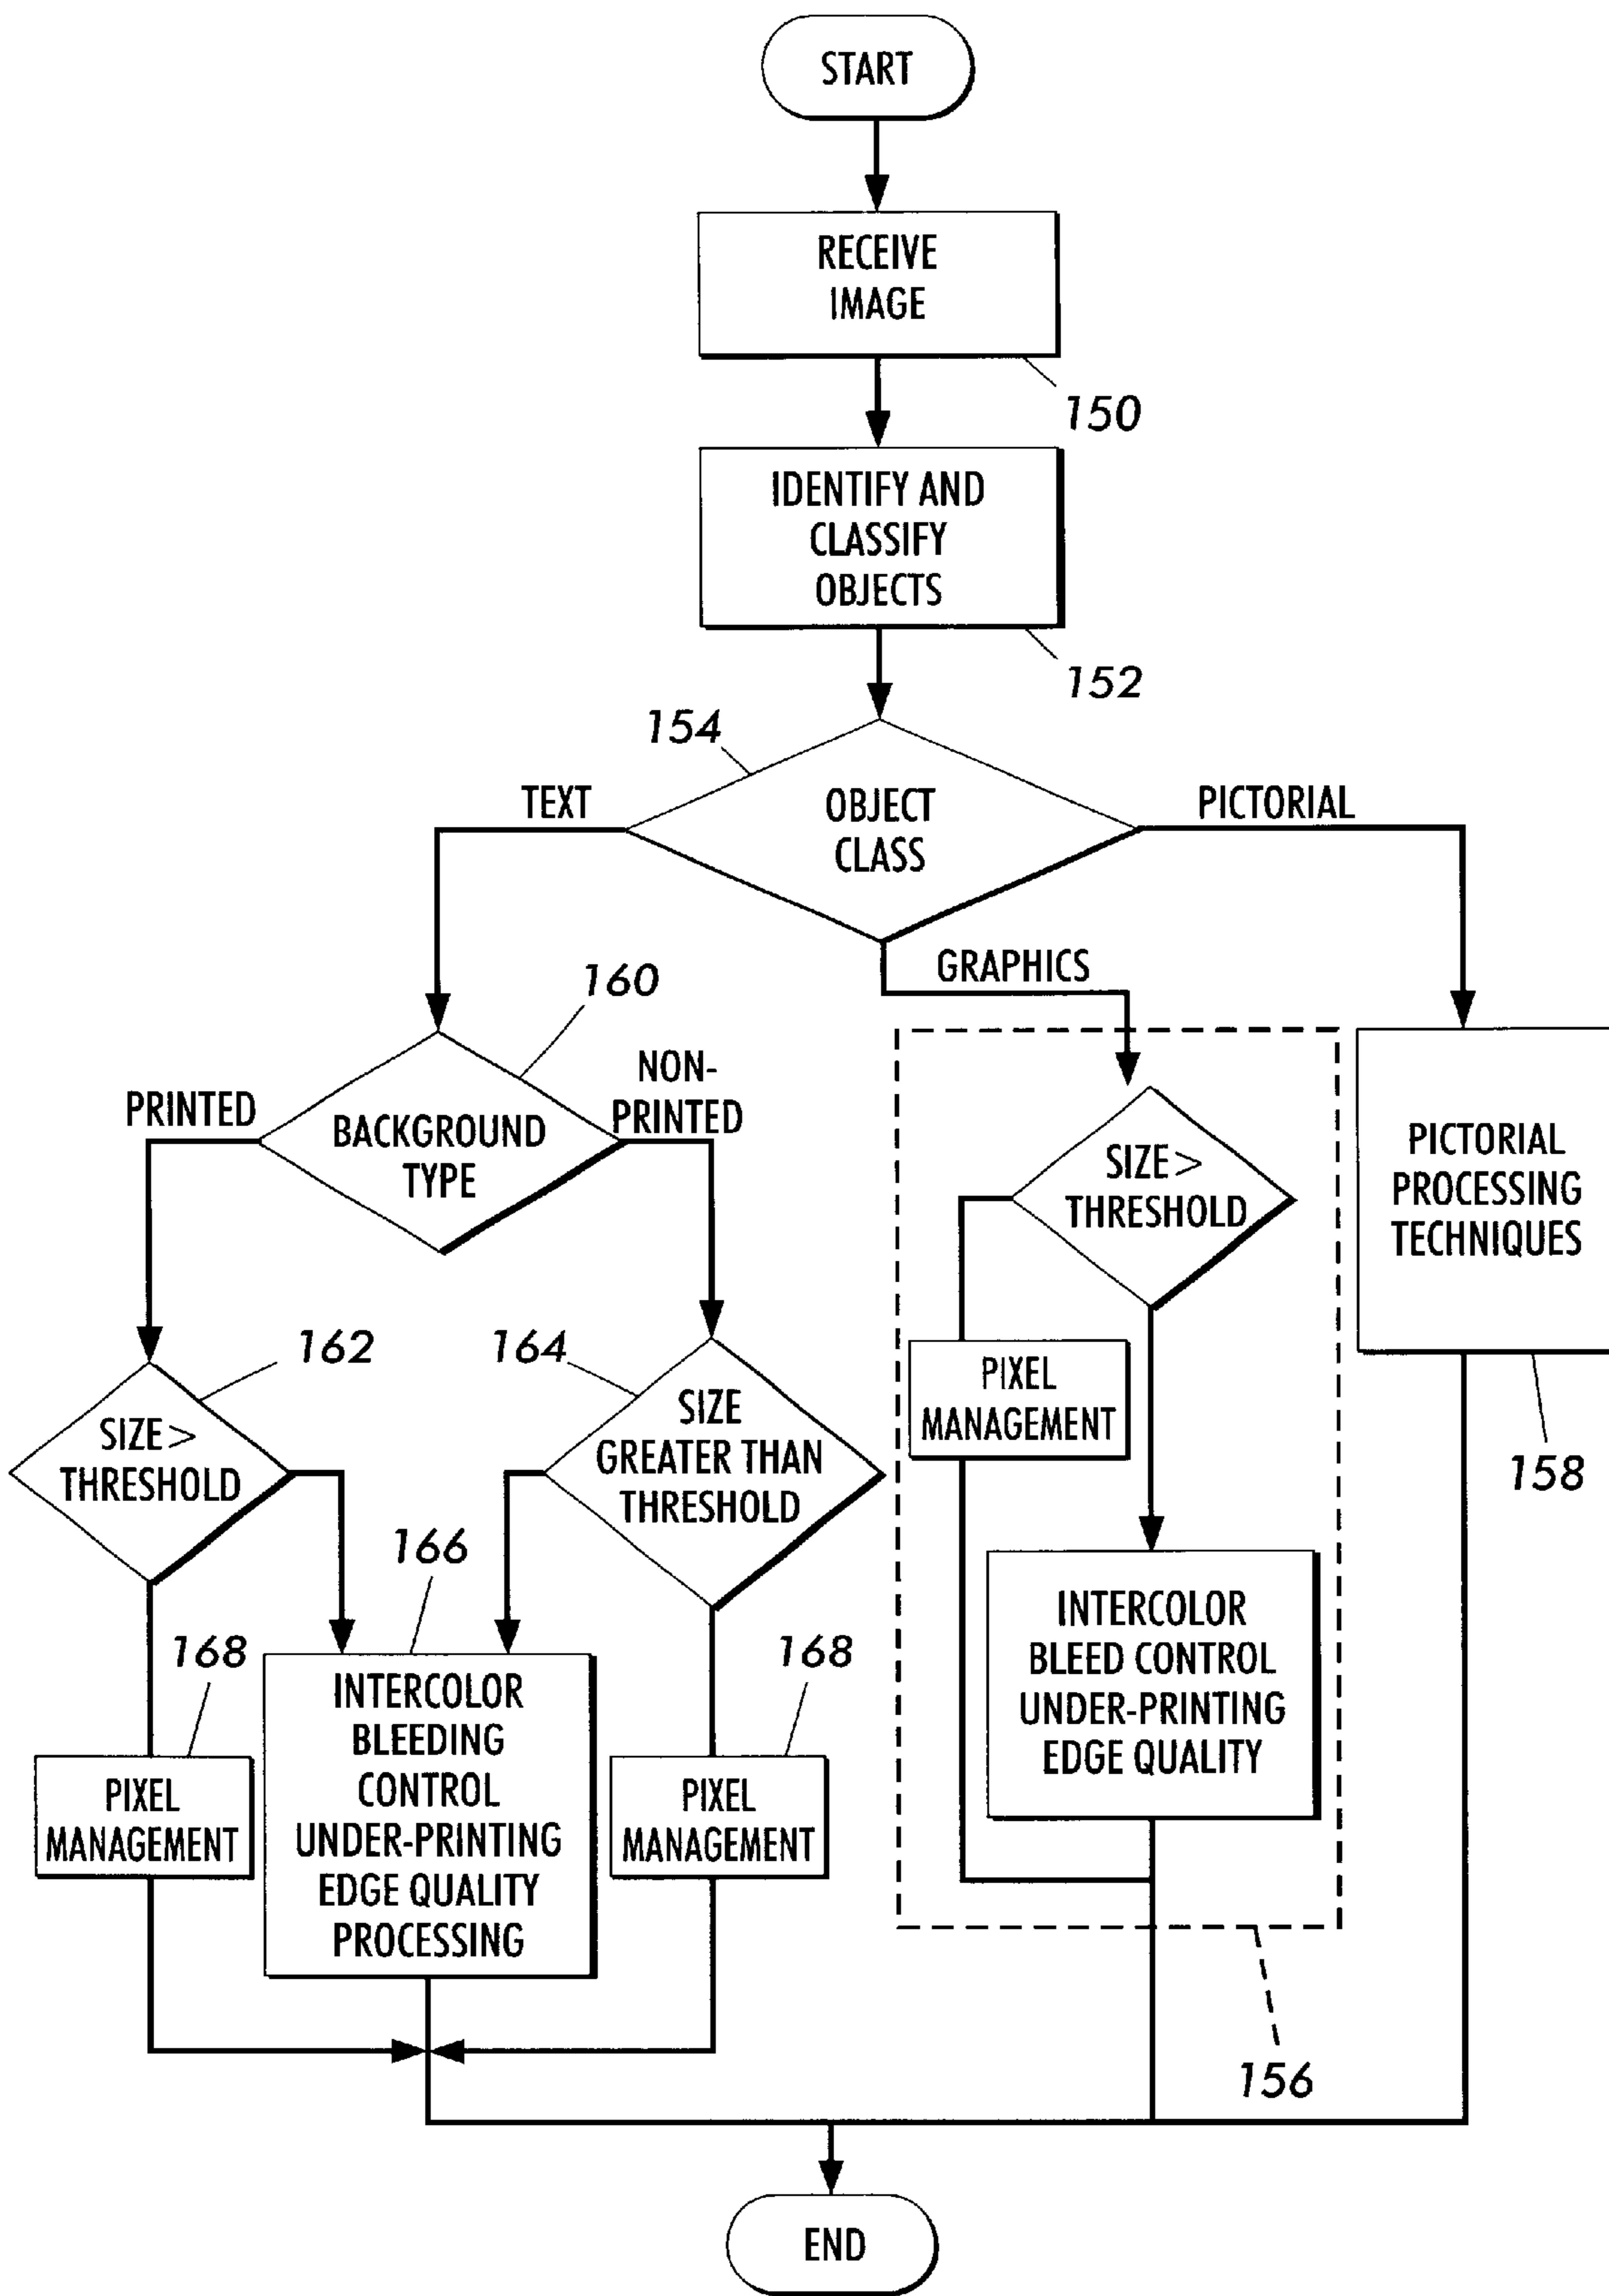 START
RECEIVE
IMAGE
150
IDENTIFY AND
CLASSIFY
OBJECTS
152
154
TEXT
OBJECT
CLASS
PICTORIAL
GRAPHICS
160
PRINTED
BACKGROUND
TYPE
NON-
PRINTED
SIZE >
THRESHOLD
PICTORIAL
PROCESSING
TECHNIQUES
158
162
SIZE >
THRESHOLD
164
SIZE
GREATER THAN
THRESHOLD
PIXEL
MANAGEMENT
166
168
PIXEL
MANAGEMENT
INTERCOLOR
BLEEDING
CONTROL
UNDER-PRINTING
EDGE QUALITY
PROCESSING
168
PIXEL
MANAGEMENT
INTERCOLOR
BLEED CONTROL
UNDER-PRINTING
EDGE QUALITY
156
END